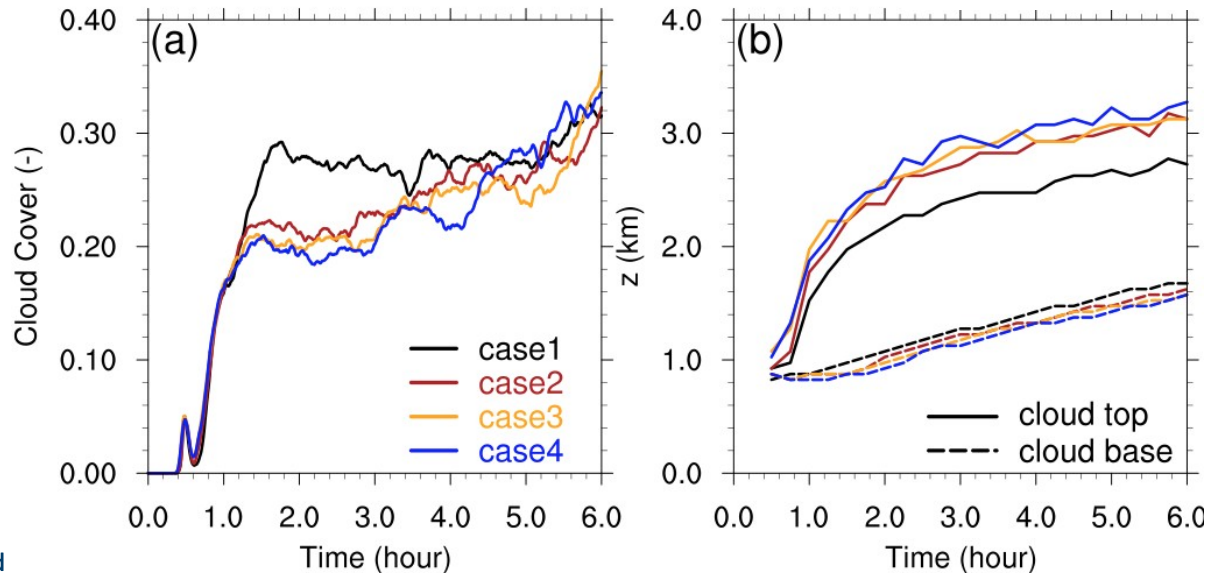 (a)
0.40
0.30
0.20
0.10
0.00
Cloud Cover (-)
case1
case2
case3
case4
0.0 1.0 2.0 3.0 4.0 5.0 6.0
Time (hour)
(b)
4.0
3.0
2.0
1.0
0.0
z (km)
cloud top
cloud base
0.0 1.0 2.0 3.0 4.0 5.0 6.0
Time (hour)
d